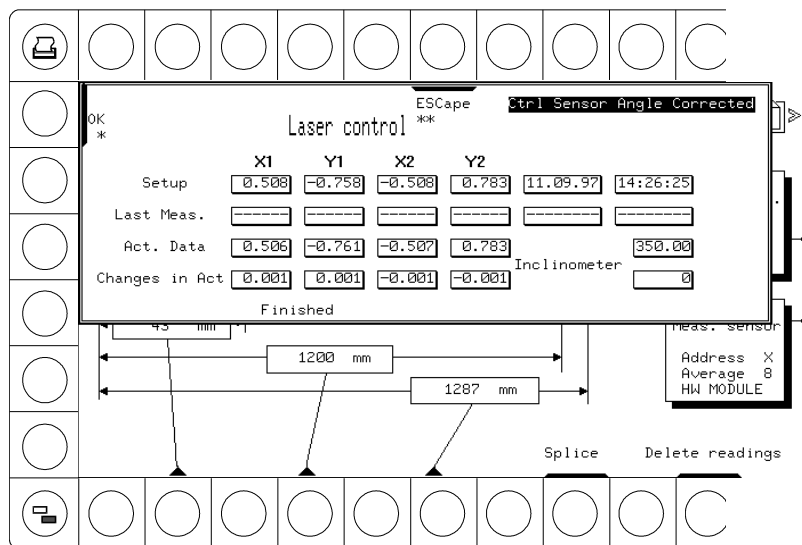 ESCape Ctrl Sensor Angle Corrected
OK
*
Laser control **
X1 Y1 X2 Y2
Setup 0.508 -0.758 -0.508 0.783 11.09.97 14:26:25
Last Meas. ------ ------ ------ ------ -------- --------
Act. Data 0.506 -0.761 -0.507 0.783 350.00
Inclinometer
Changes in Act 0.001 0.001 -0.001 -0.001 0
Finished
43 mm
Meas. sensor
1200 mm
Address X
Average 8
HW MODULE
1287 mm
Splice Delete readings